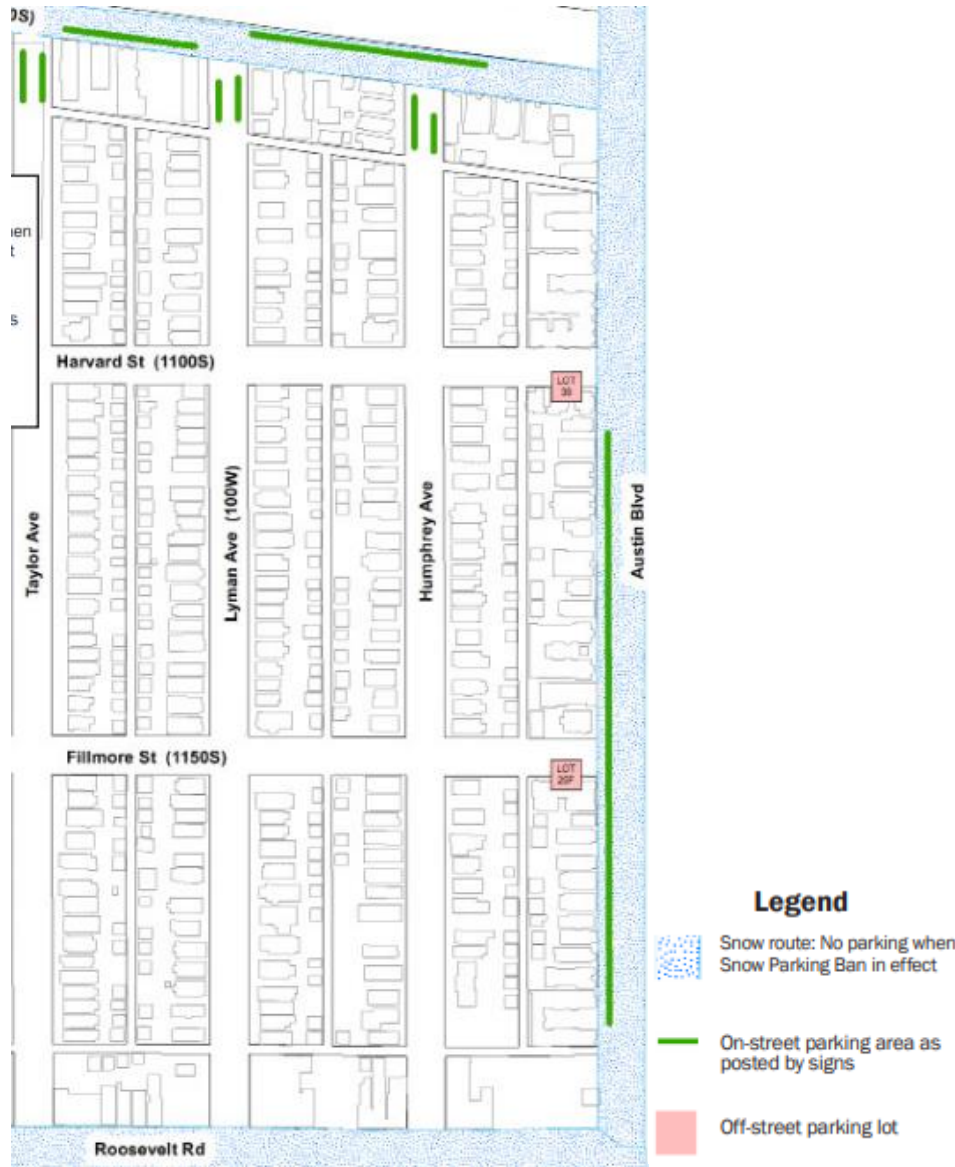 0S)
en
t
s
Harvard St (1100S)
LOT
Taylor Ave
Lyman Ave (100W)
Humphrey Ave
Austin Blvd
Fillmore St (1150S)
LOT
Roosevelt Rd
Legend
Snow route: No parking when
Snow Parking Ban in effect
On-street parking area as
posted by signs
Off-street parking lot